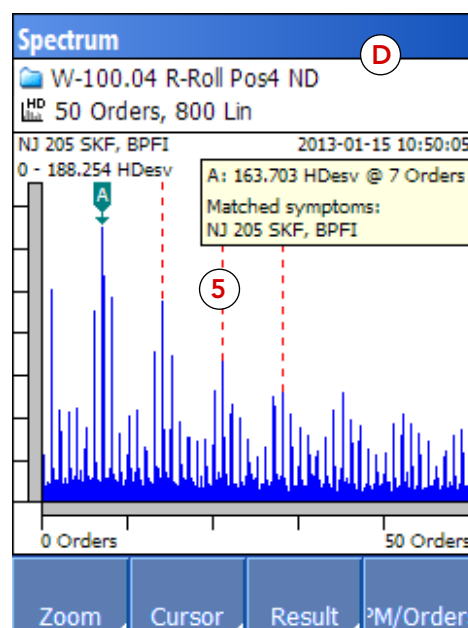 Spectrum
D
W-100.04 R-Roll Pos4 ND
HD 50 Orders, 800 Lin
NJ 205 SKF, BPFI 2013-01-15 10:50:05
0 - 188.254 HDesv
A: 163.703 HDesv @ 7 Orders
Matched symptoms:
NJ 205 SKF, BPFI
A
5
0 Orders 50 Orders
Zoom Cursor Result PM/Order